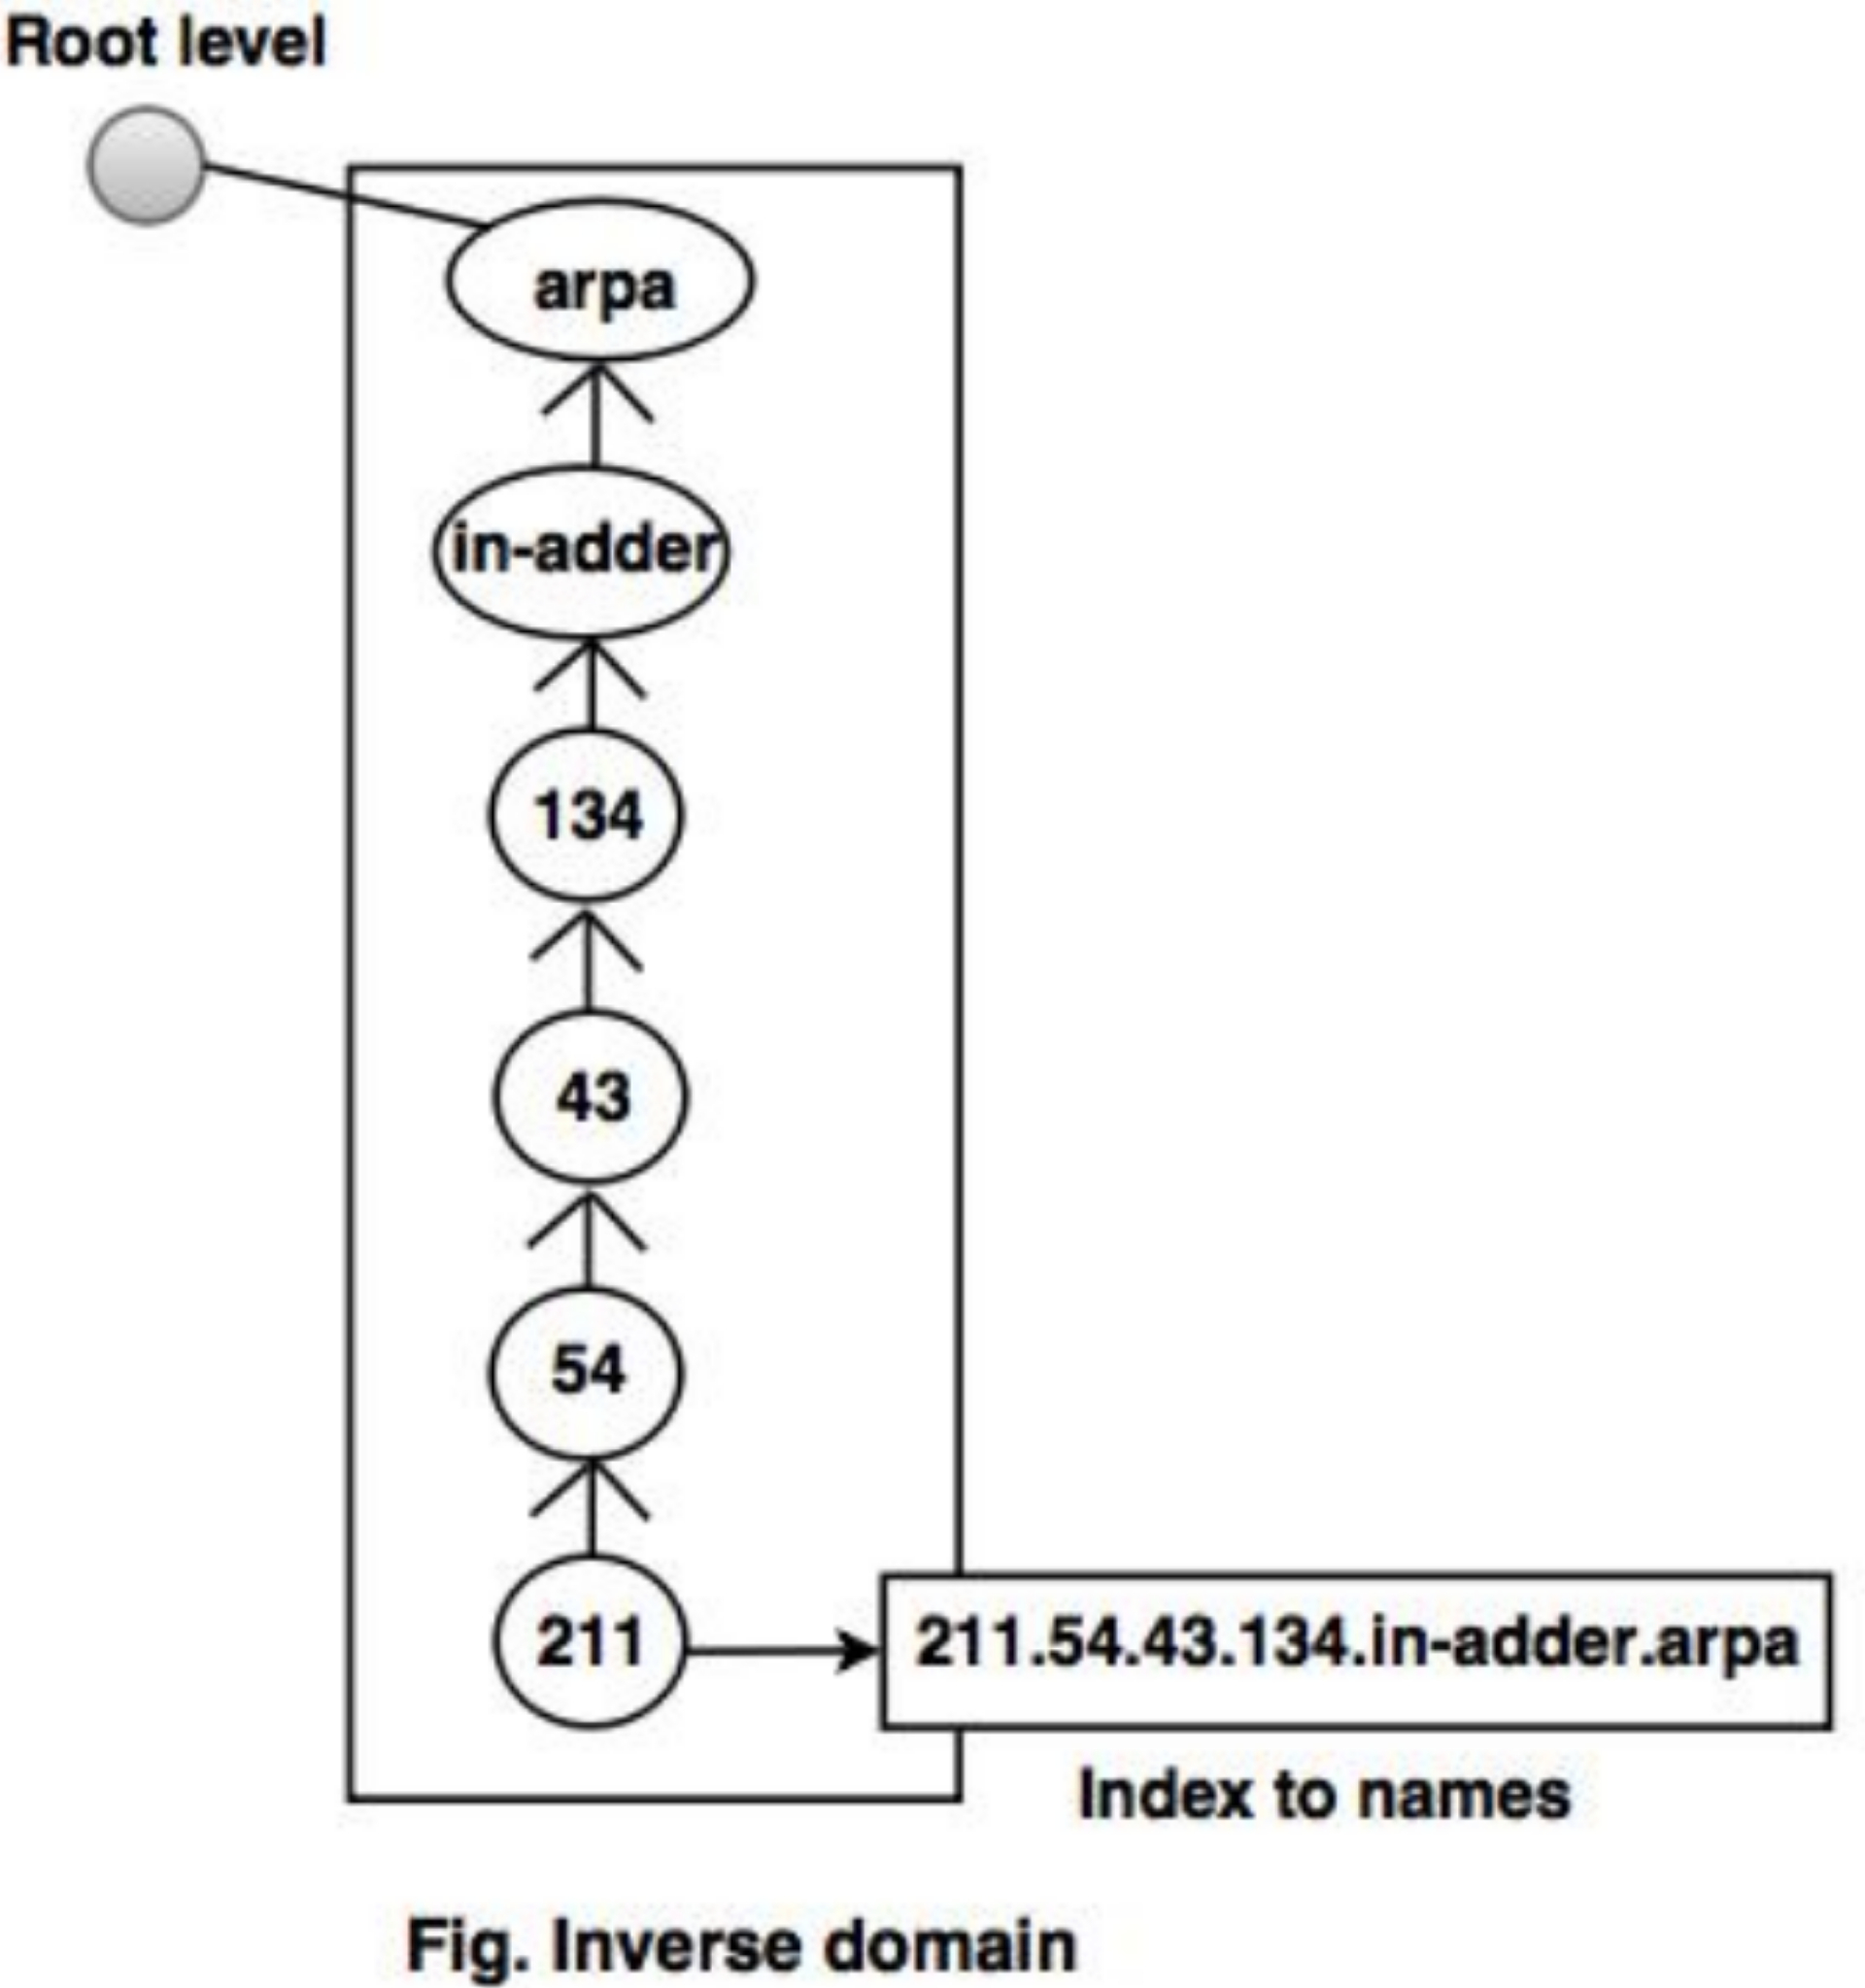 Root level
arpa
in-adder
134
43
54
211
211.54.43.134.in-adder.arpa
Index to names
Fig. Inverse domain